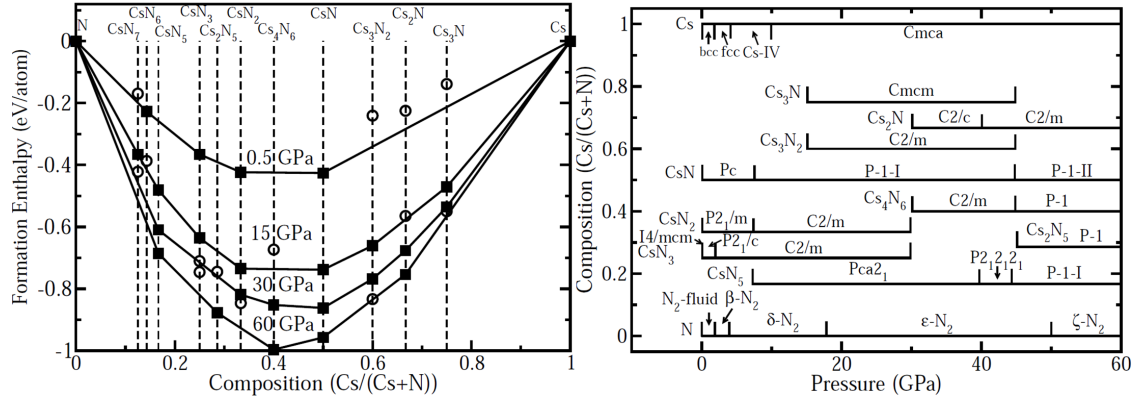 CsN₆ CsN₃ CsN₂ CsN Cs₂N
N Cs
CsN₇ CsN₅ Cs₂N₅ Cs₄N₆ Cs₃N₂ Cs₃N
0
-0.2
-0.4
-0.6
-0.8
-1
0.5 GPa
15 GPa
30 GPa
60 GPa
0 0.2 0.4 0.6 0.8 1
Formation Enthalpy (eV/atom)
Composition (Cs/(Cs+N))
Cs
bcc fcc Cs-IV Cmca
Cs₃N Cmcm
Cs₂N C2/c C2/m
Cs₃N₂ C2/m
CsN Pc P-1-I P-1-II
Cs₄N₆ C2/m P-1
CsN₂ P2₁/m C2/m
Cs₂N₅ P-1
I4/mcm P2₁/c C2/m
CsN₃
CsN₅ Pca2₁ P2₁2₁2₁ P-1-I
N₂-fluid β-N₂
N δ-N₂ ε-N₂ ζ-N₂
1
0.8
0.6
0.4
0.2
0
0 20 40 60
Composition (Cs/(Cs+N))
Pressure (GPa)